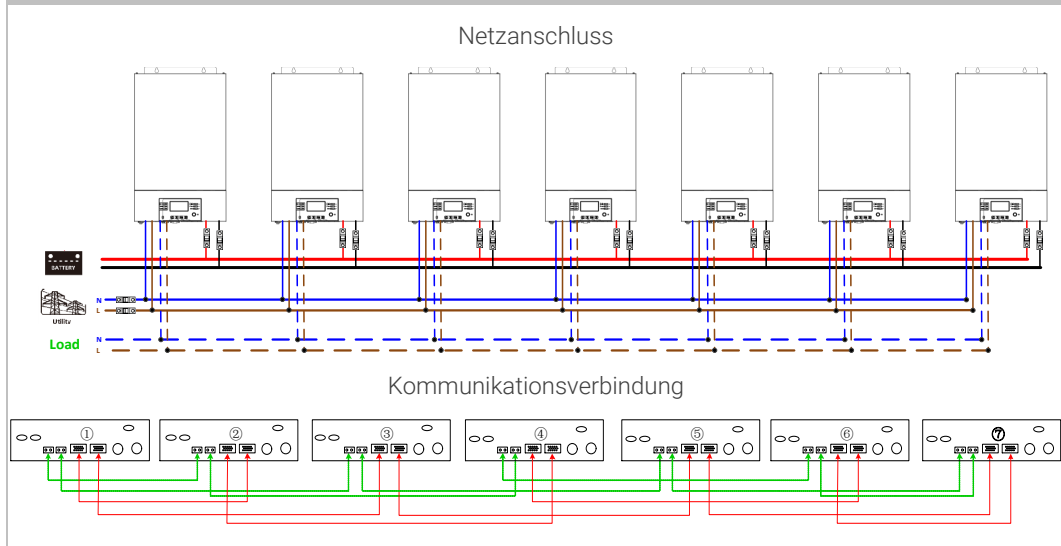 Netzanschluss
BATTERY
N
L
Utility
N
Load
L
Kommunikationsverbindung
① ② ③ ④ ⑤ ⑥ ⑦